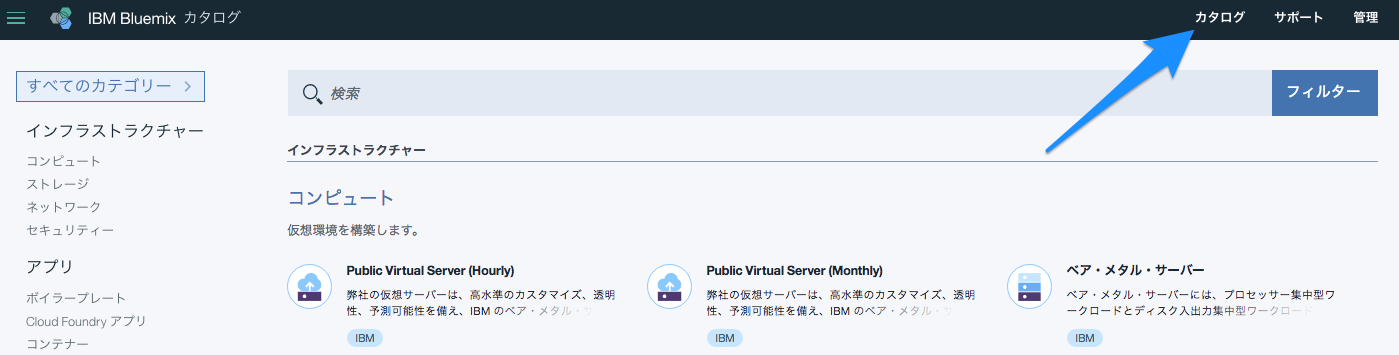 IBM Bluemix カタログ
カタログ サポート 管理
すべてのカテゴリー
インフラストラクチャー
コンピュート
ストレージ
ネットワーク
セキュリティー
アプリ
ボイラープレート
Cloud Foundry アプリ
コンテナー
検索
フィルター
インフラストラクチャー
コンピュート
仮想環境を構築します。
Public Virtual Server (Hourly)
弊社の仮想サーバーは、高水準のカスタマイズ、透明
性、予測可能性を備え、IBM のベア・メタル・サ
IBM
Public Virtual Server (Monthly)
弊社の仮想サーバーは、高水準のカスタマイズ、透明
性、予測可能性を備え、IBM のベア・メタル・サ
IBM
ベア・メタル・サーバー
ベア・メタル・サーバーには、プロセッサー集中型ワ
ークロードとディスク入出力集中型ワークロード
IBM